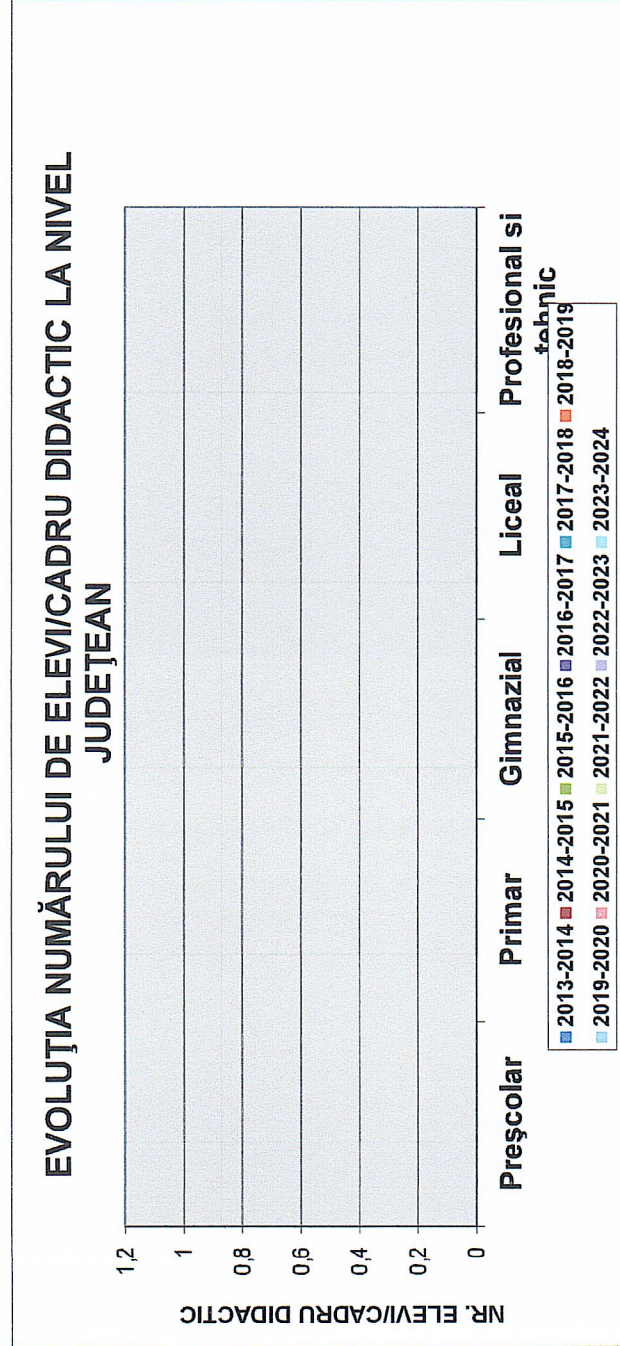 EVOLUŢIA NUMĂRULUI DE ELEVI/CADRU DIDACTIC LA NIVEL
JUDEŢEAN
NR. ELEVI/CADRU DIDACTIC
1,2
1
0,8
0,6
0,4
0,2
0
Preşcolar
Primar
Gimnazial
Liceal
Profesional si
tehnic
2013-2014 2014-2015 2015-2016 2016-2017 2017-2018 2018-2019
2019-2020 2020-2021 2021-2022 2022-2023 2023-2024